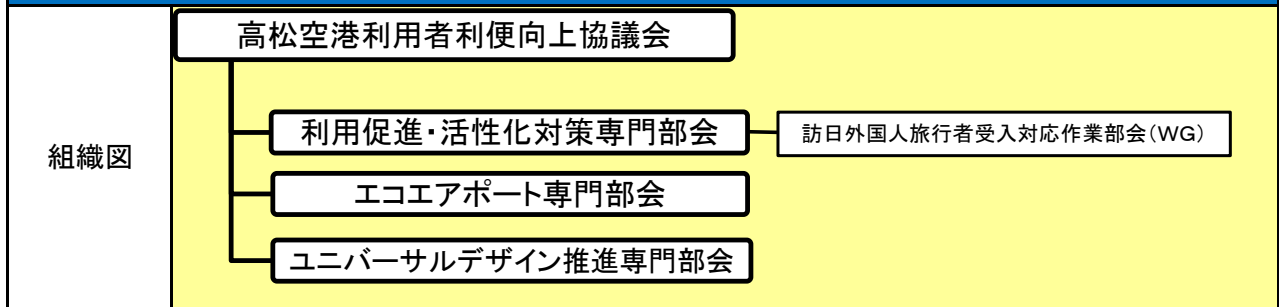 組織図
高松空港利用者利便向上協議会
利用促進・活性化対策専門部会
訪日外国人旅行者受入対応作業部会(WG)
エコエアポート専門部会
ユニバーサルデザイン推進専門部会